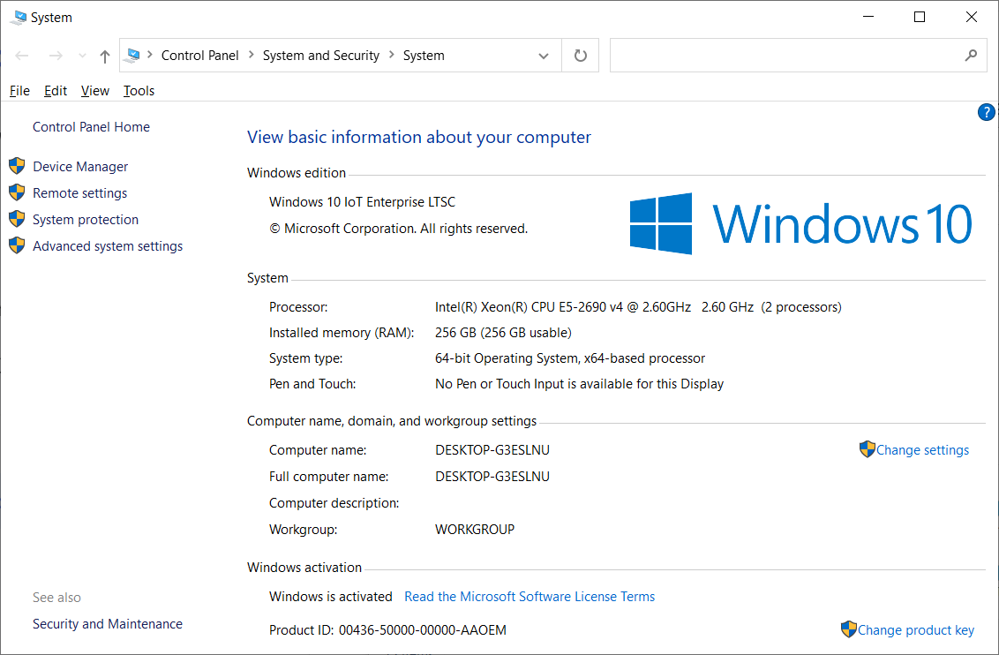 System
Control Panel > System and Security > System
File Edit View Tools
?
Control Panel Home
Device Manager
Remote settings
System protection
Advanced system settings
See also
Security and Maintenance
View basic information about your computer
Windows edition
Windows 10 IoT Enterprise LTSC
© Microsoft Corporation. All rights reserved.
Windows 10
System
Processor: Intel(R) Xeon(R) CPU E5-2690 v4 @ 2.60GHz 2.60 GHz (2 processors)
Installed memory (RAM): 256 GB (256 GB usable)
System type: 64-bit Operating System, x64-based processor
Pen and Touch: No Pen or Touch Input is available for this Display
Computer name, domain, and workgroup settings
Computer name: DESKTOP-G3ESLNU
Change settings
Full computer name: DESKTOP-G3ESLNU
Computer description:
Workgroup: WORKGROUP
Windows activation
Windows is activated Read the Microsoft Software License Terms
Product ID: 00436-50000-00000-AAOEM
Change product key